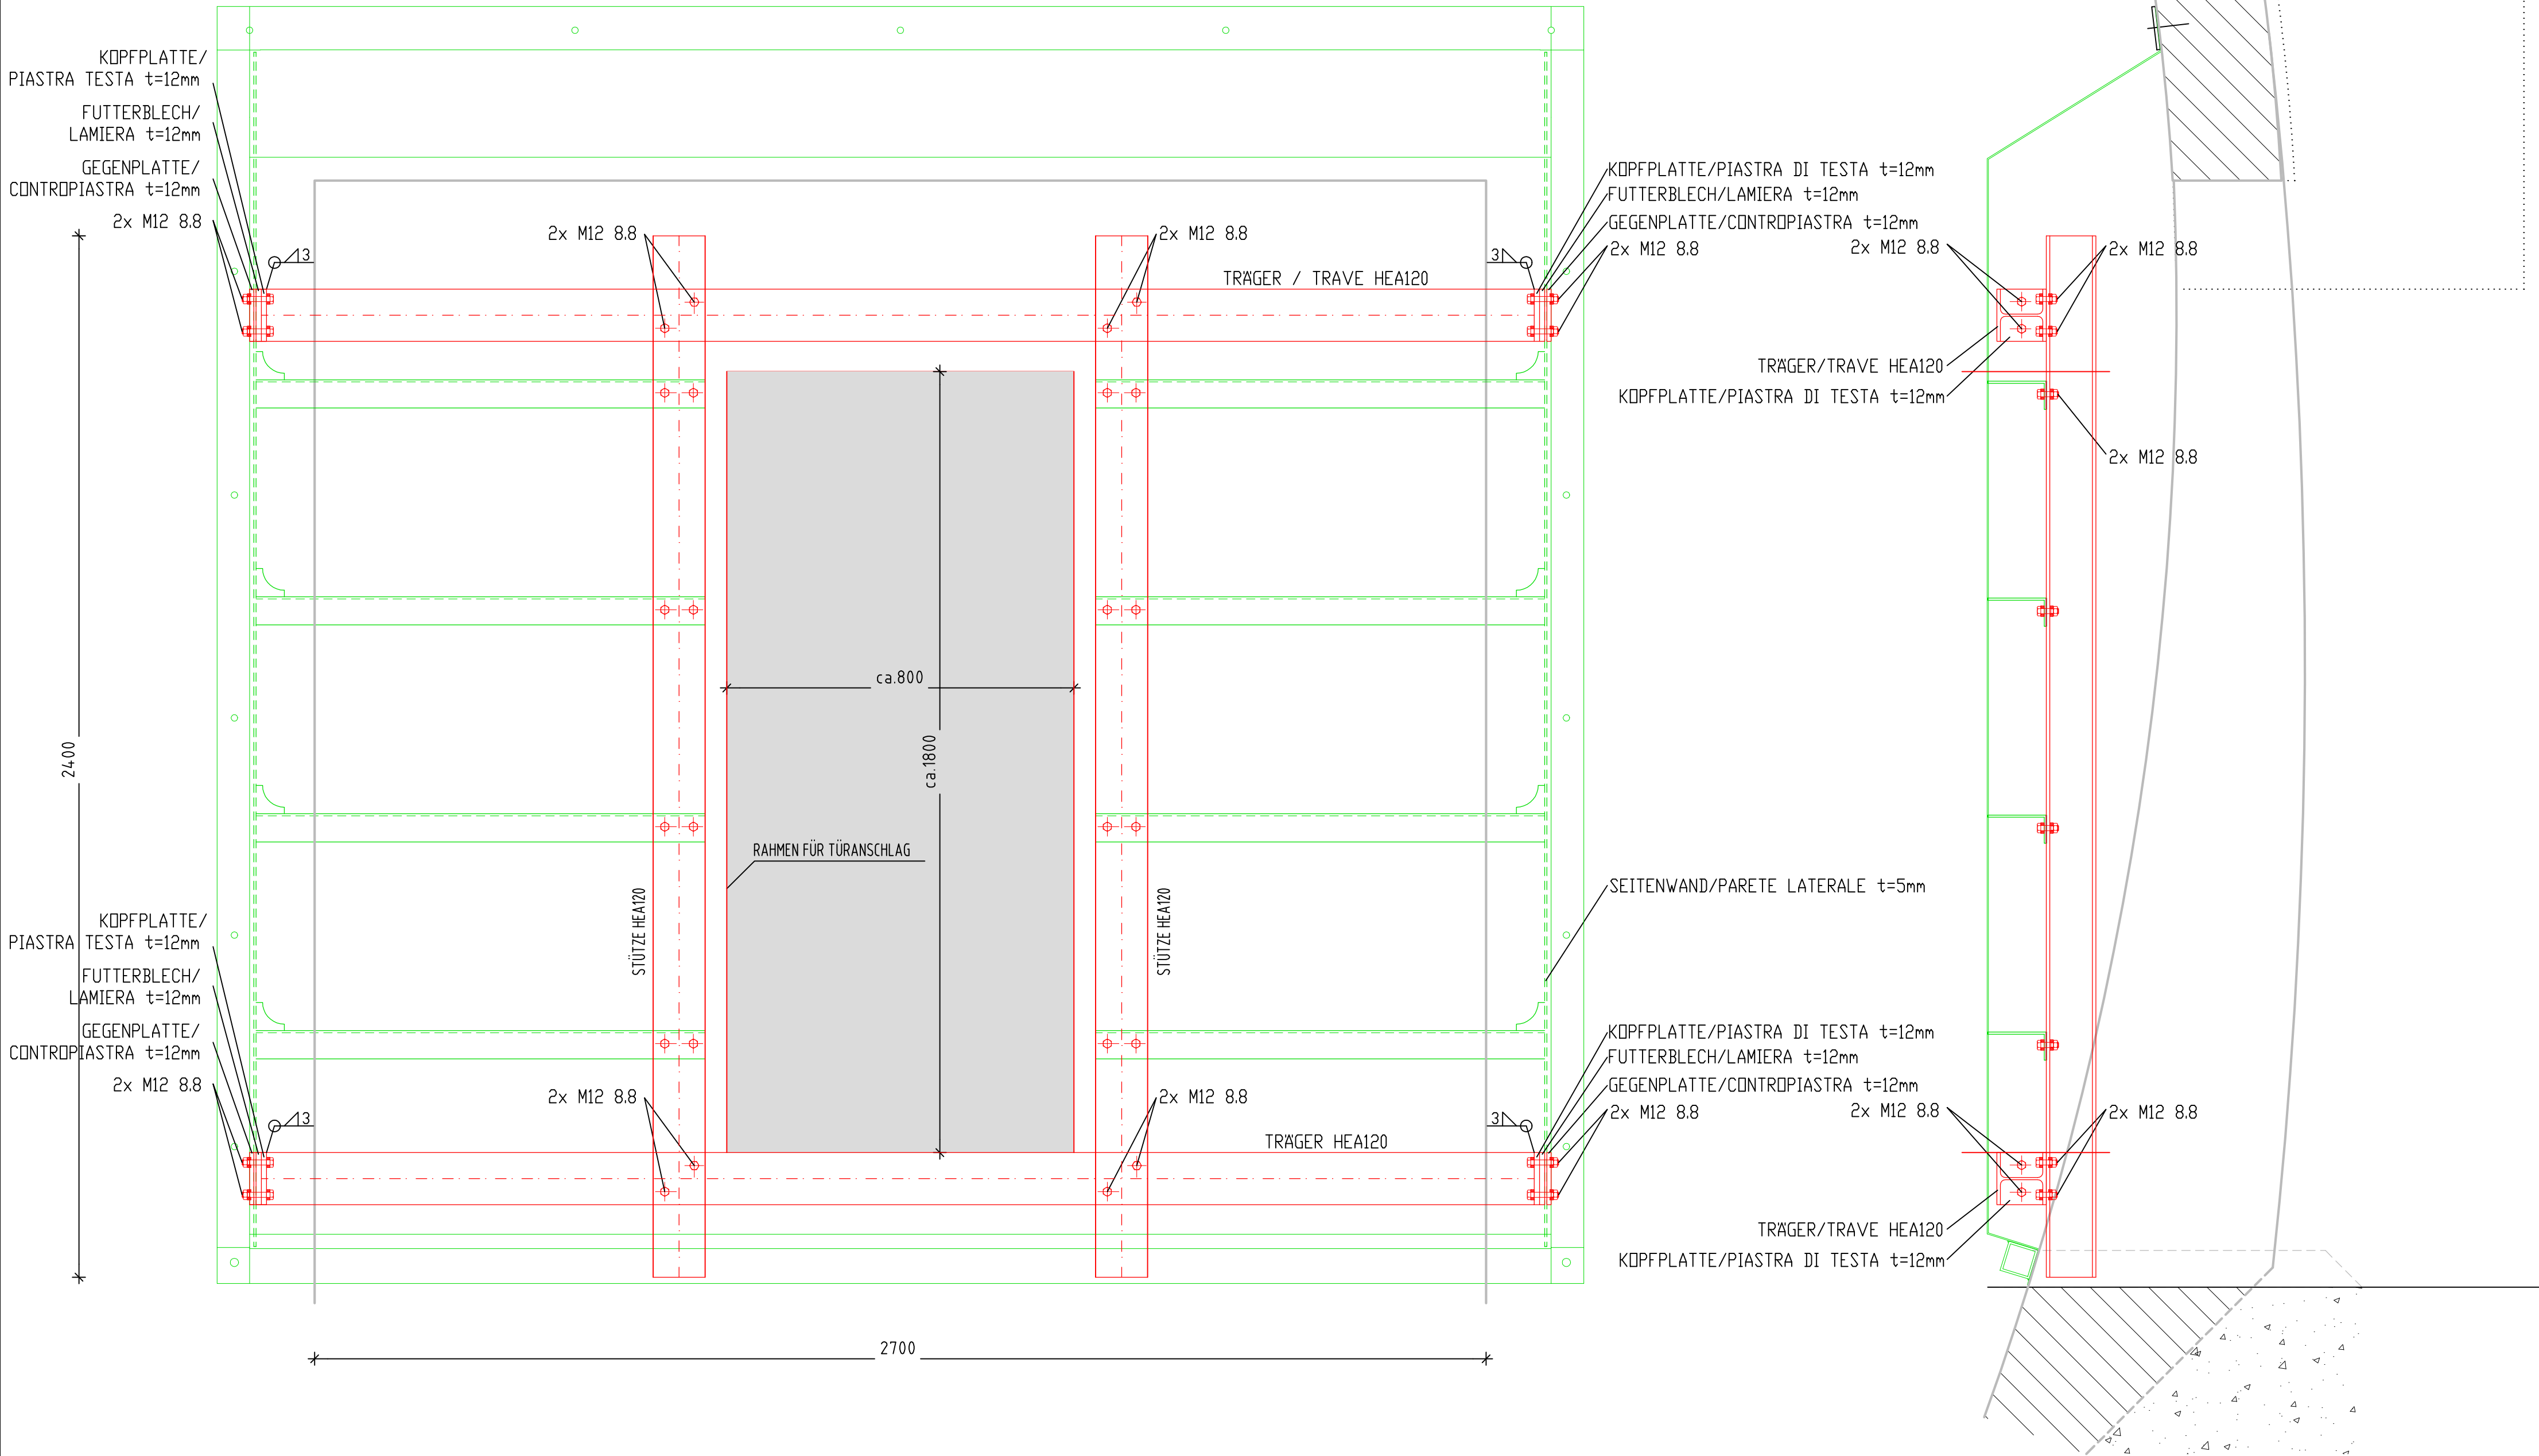 KOPFPLATTE/
PIASTRA TESTA t=12mm
FUTTERBLECH/
LAMIERA t=12mm
GEGENPLATTE/
CONTROPIASTRA t=12mm
2x M12 8.8
3
2x M12 8.8
2x M12 8.8
TRÄGER / TRAVE HEA120
3
KOPFPLATTE/PIASTRA DI TESTA t=12mm
FUTTERBLECH/LAMIERA t=12mm
GEGENPLATTE/CONTROPIASTRA t=12mm
2x M12 8.8
2x M12 8.8
2x M12 8.8
TRÄGER/TRAVE HEA120
KOPFPLATTE/PIASTRA DI TESTA t=12mm
2x M12 8.8
ca.800
ca.1800
2400
RAHMEN FÜR TÜRANSCHLAG
STÜTZE HEA120
STÜTZE HEA120
SEITENWAND/PARETE LATERALE t=5mm
KOPFPLATTE/
PIASTRA TESTA t=12mm
FUTTERBLECH/
LAMIERA t=12mm
GEGENPLATTE/
CONTROPIASTRA t=12mm
2x M12 8.8
3
2x M12 8.8
2x M12 8.8
TRÄGER HEA120
3
KOPFPLATTE/PIASTRA DI TESTA t=12mm
FUTTERBLECH/LAMIERA t=12mm
GEGENPLATTE/CONTROPIASTRA t=12mm
2x M12 8.8
2x M12 8.8
2x M12 8.8
TRÄGER/TRAVE HEA120
KOPFPLATTE/PIASTRA DI TESTA t=12mm
2700